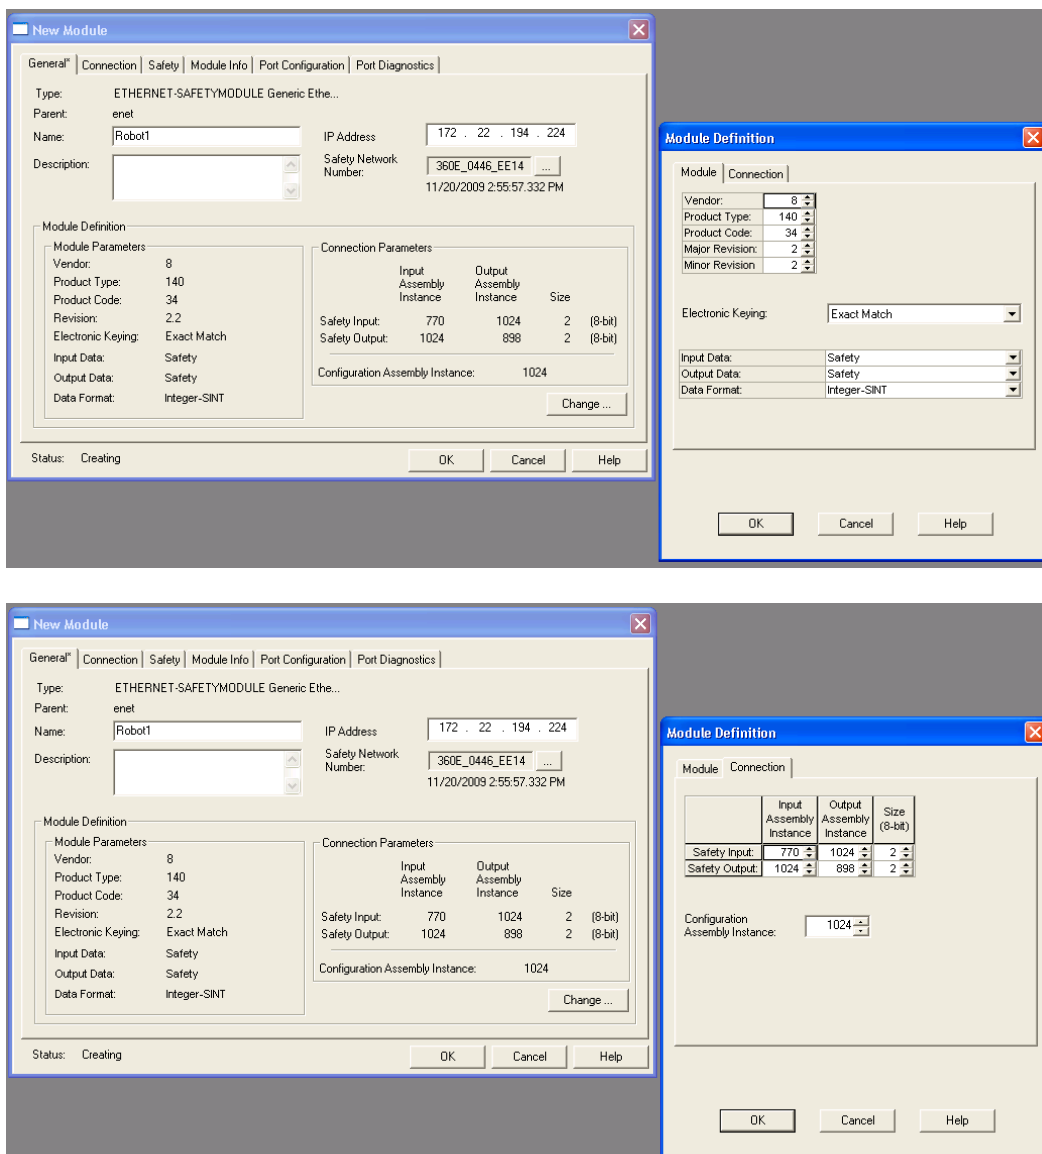 New Module
General* Connection Safety Module Info Port Configuration Port Diagnostics
Type: ETHERNET-SAFETYMODULE Generic Ethe...
Parent: enet
Name: Robot1
IP Address 172 . 22 . 194 . 224
Description:
Safety Network
Number: 360E_0446_EE14 ...
11/20/2009 2:55:57.332 PM
Module Definition
Module Parameters
Vendor: 8
Product Type: 140
Product Code: 34
Revision: 2.2
Electronic Keying: Exact Match
Input Data: Safety
Output Data: Safety
Data Format: Integer-SINT
Connection Parameters
Input Output
Assembly Assembly
Instance Instance Size
Safety Input: 770 1024 2 (8-bit)
Safety Output: 1024 898 2 (8-bit)
Configuration Assembly Instance: 1024
Change ...
Status: Creating
OK Cancel Help
Module Definition
Module Connection
Vendor: 8
Product Type: 140
Product Code: 34
Major Revision: 2
Minor Revision 2
Electronic Keying: Exact Match
Input Data: Safety
Output Data: Safety
Data Format: Integer-SINT
OK Cancel Help
New Module
General* Connection Safety Module Info Port Configuration Port Diagnostics
Type: ETHERNET-SAFETYMODULE Generic Ethe...
Parent: enet
Name: Robot1
IP Address 172 . 22 . 194 . 224
Description:
Safety Network
Number: 360E_0446_EE14 ...
11/20/2009 2:55:57.332 PM
Module Definition
Module Parameters
Vendor: 8
Product Type: 140
Product Code: 34
Revision: 2.2
Electronic Keying: Exact Match
Input Data: Safety
Output Data: Safety
Data Format: Integer-SINT
Connection Parameters
Input Output
Assembly Assembly
Instance Instance Size
Safety Input: 770 1024 2 (8-bit)
Safety Output: 1024 898 2 (8-bit)
Configuration Assembly Instance: 1024
Change ...
Status: Creating
OK Cancel Help
Module Definition
Module Connection
Input Output Size
Assembly Assembly (8-bit)
Instance Instance
Safety Input: 770 1024 2
Safety Output: 1024 898 2
Configuration
Assembly Instance: 1024
OK Cancel Help